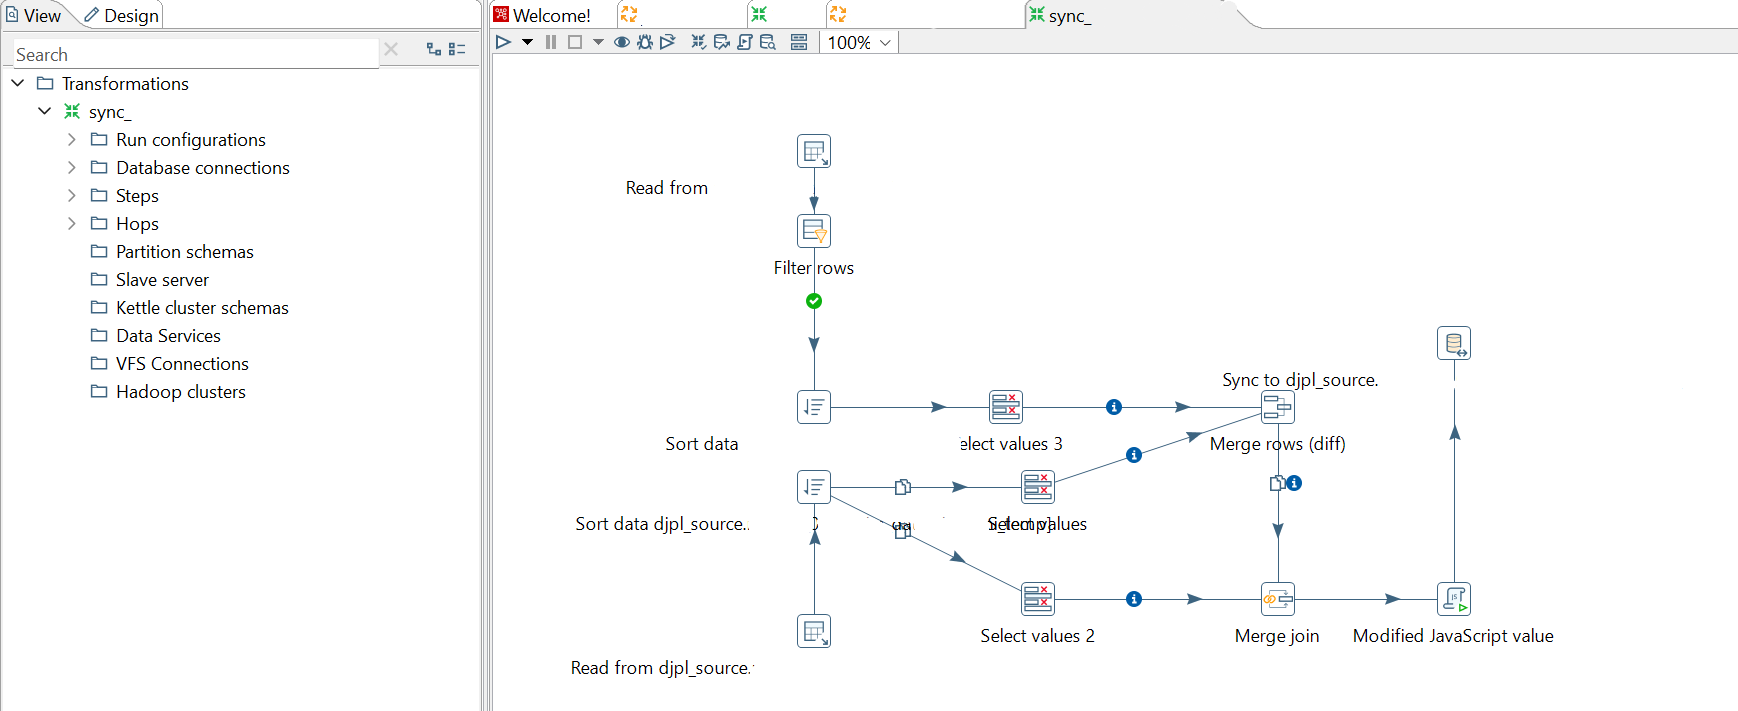 View
Design
Welcome!
sync_
Search
100%
Transformations
sync_
Run configurations
Database connections
Steps
Hops
Partition schemas
Slave server
Kettle cluster schemas
Data Services
VFS Connections
Hadoop clusters
Read from
Filter rows
Sync to djpl_source.
Sort data
elect values 3
Merge rows (diff)
Sort data djpl_source..
Select values
Select values 2
Merge join
Modified JavaScript value
Read from djpl_source.